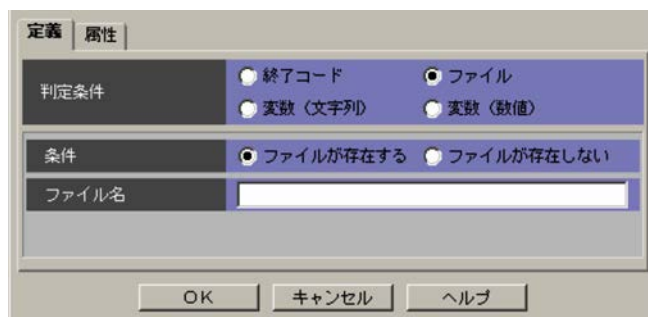 定義 属性
判定条件 終了コード ファイル
変数（文字列） 変数（数値）
条件 ファイルが存在する ファイルが存在しない
ファイル名
OK キャンセル ヘルプ